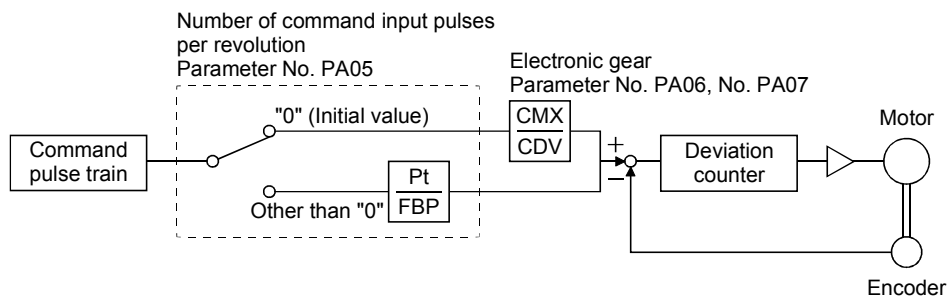 Number of command input pulses
per revolution
Parameter No. PA05
Electronic gear
Parameter No. PA06, No. PA07
"0" (Initial value)
CMX
CDV
Motor
Command
pulse train
+
−
Deviation
counter
Pt
FBP
Other than "0"
Encoder